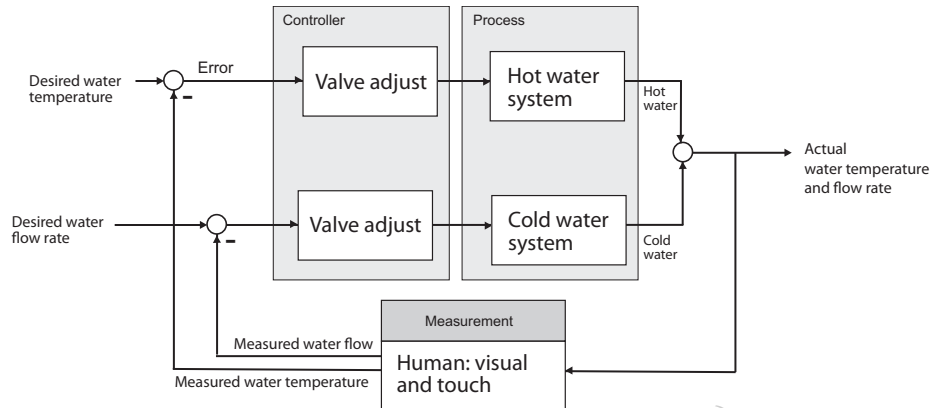 Controller
Process
Error
Desired water
temperature
-
Valve adjust
Hot water
system
Hot
water
Actual
water temperature
and flow rate
Desired water
flow rate
-
Valve adjust
Cold water
system
Cold
water
Measurement
Measured water flow
Human: visual
and touch
Measured water temperature